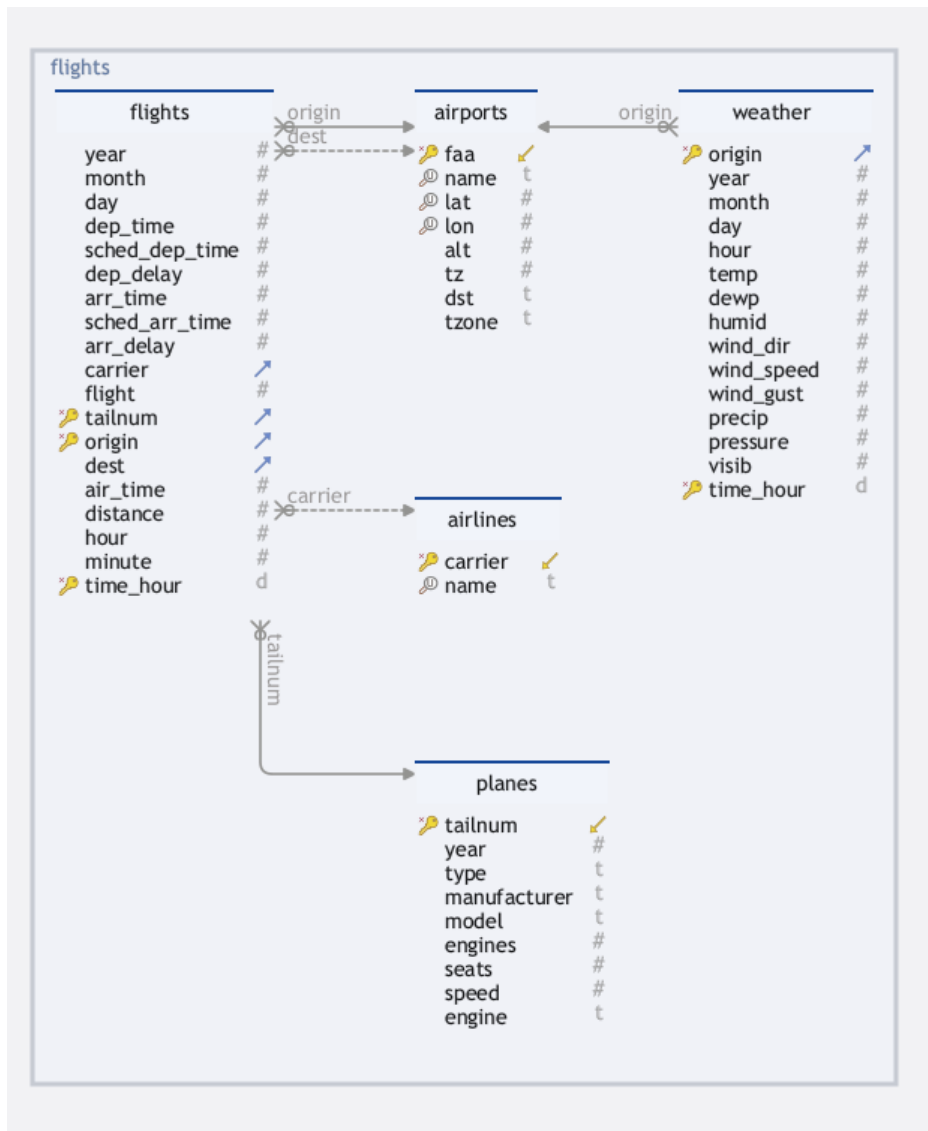 flights
flights
year #
month #
day #
dep_time #
sched_dep_time #
dep_delay #
arr_time #
sched_arr_time #
arr_delay #
carrier
flight #
tailnum
origin
dest
air_time #
distance #
hour #
minute #
time_hour d
origin
dest
airports
faa
name t
lat #
lon #
alt #
tz #
dst t
tzone t
origin
weather
origin
year #
month #
day #
hour #
temp #
dewp #
humid #
wind_dir #
wind_speed #
wind_gust #
precip #
pressure #
visib #
time_hour d
carrier
airlines
carrier
name t
tailnum
planes
tailnum
year #
type t
manufacturer t
model t
engines #
seats #
speed #
engine t